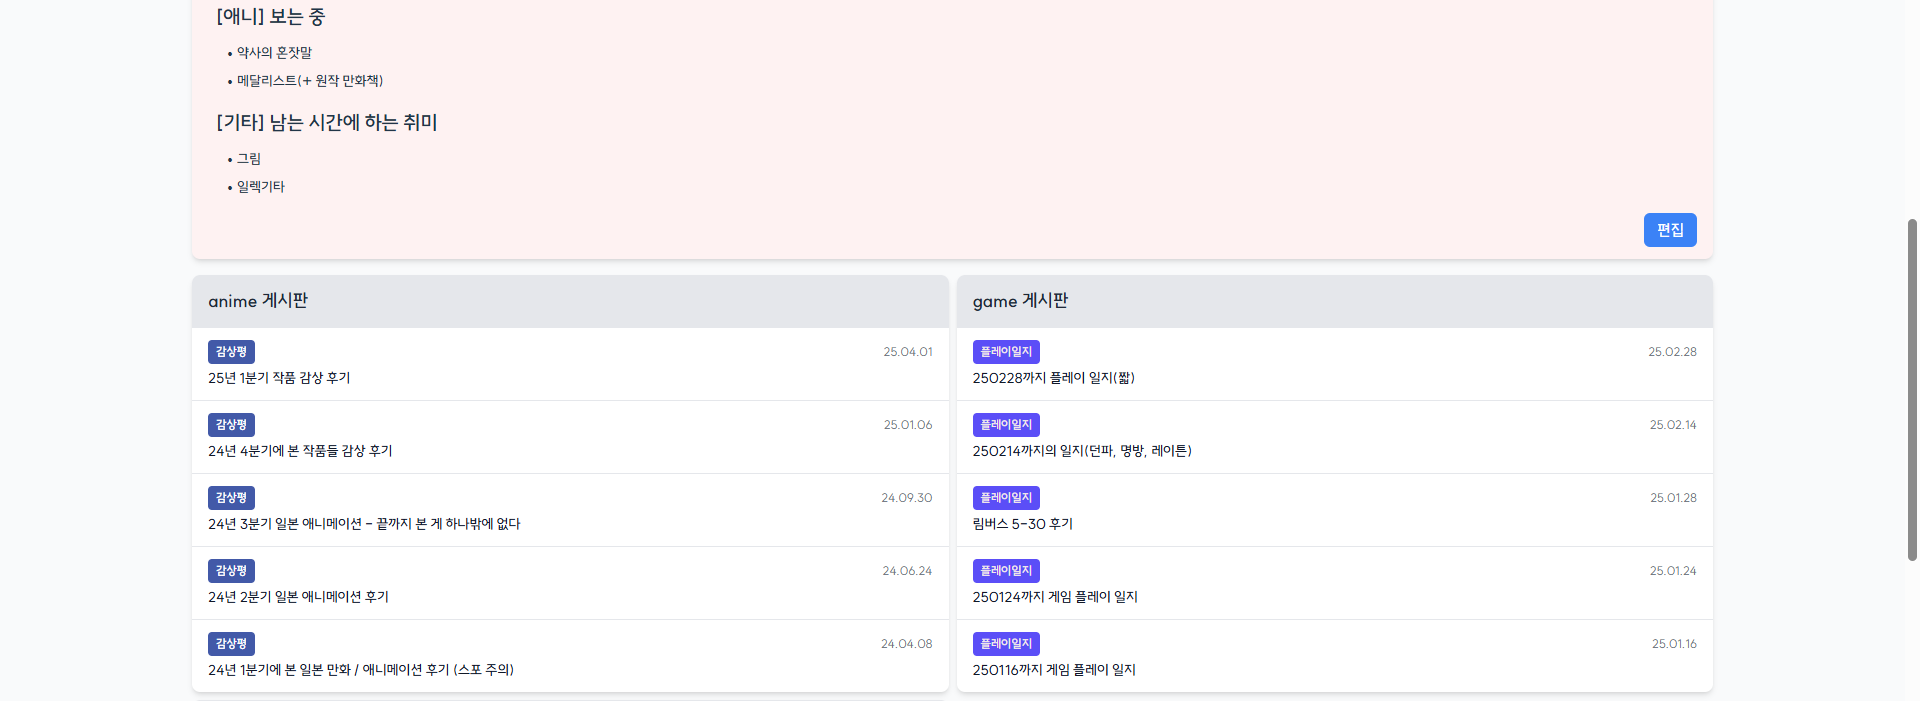 [애니] 보는 중
• 약사의 혼잣말
• 메달리스트(+ 원작 만화책)
[기타] 남는 시간에 하는 취미
• 그림
• 일렉기타
편집
anime 게시판
감상평 25.04.01
25년 1분기 작품 감상 후기
감상평 25.01.06
24년 4분기에 본 작품들 감상 후기
감상평 24.09.30
24년 3분기 일본 애니메이션 - 끝까지 본 게 하나밖에 없다
감상평 24.06.24
24년 2분기 일본 애니메이션 후기
감상평 24.04.08
24년 1분기에 본 일본 만화 / 애니메이션 후기 (스포 주의)
game 게시판
플레이일지 25.02.28
250228까지 플레이 일지(짧)
플레이일지 25.02.14
250214까지의 일지(던파, 명방, 레이튼)
플레이일지 25.01.28
림버스 5-30 후기
플레이일지 25.01.24
250124까지 게임 플레이 일지
플레이일지 25.01.16
250116까지 게임 플레이 일지